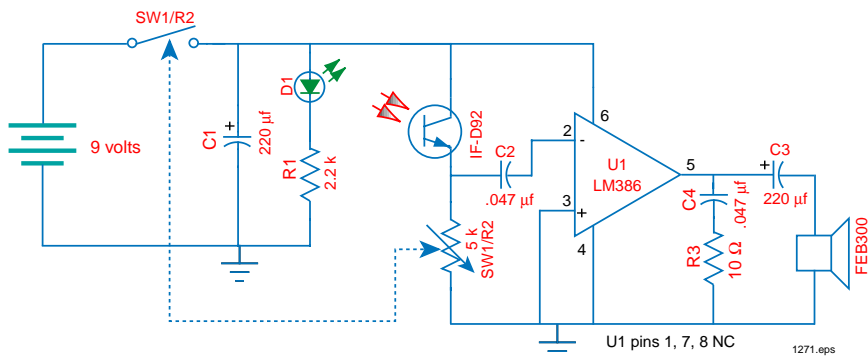 SW1/R2
9 volts
+
C1
220 µf
D1
R1
2.2 k
IF-D92
C2
.047 µf
5 k
SW1/R2
2
-
3
+
4
6
U1
LM386
5
C4
.047 µf
R3
10 Ω
+
C3
220 µf
FEB300
U1 pins 1, 7, 8 NC
1271.eps